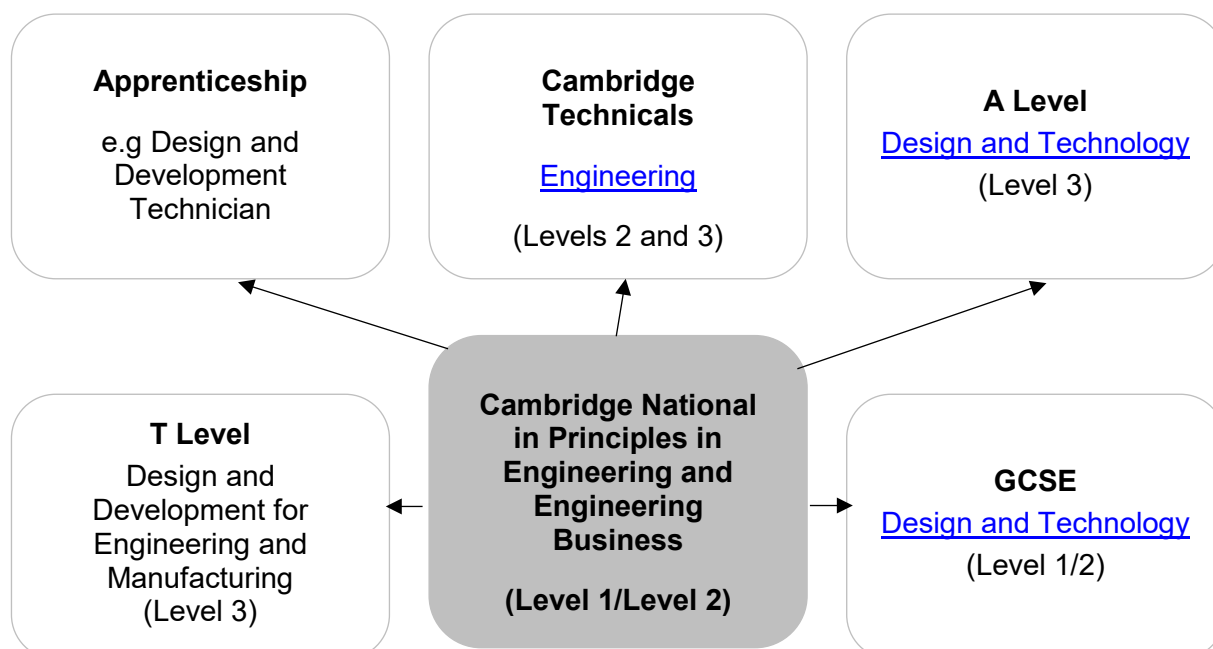 Apprenticeship
e.g Design and
Development
Technician
Cambridge
Technicals
Engineering
(Levels 2 and 3)
A Level
Design and Technology
(Level 3)
T Level
Design and
Development for
Engineering and
Manufacturing
(Level 3)
Cambridge National
in Principles in
Engineering and
Engineering
Business
(Level 1/Level 2)
GCSE
Design and Technology
(Level 1/2)